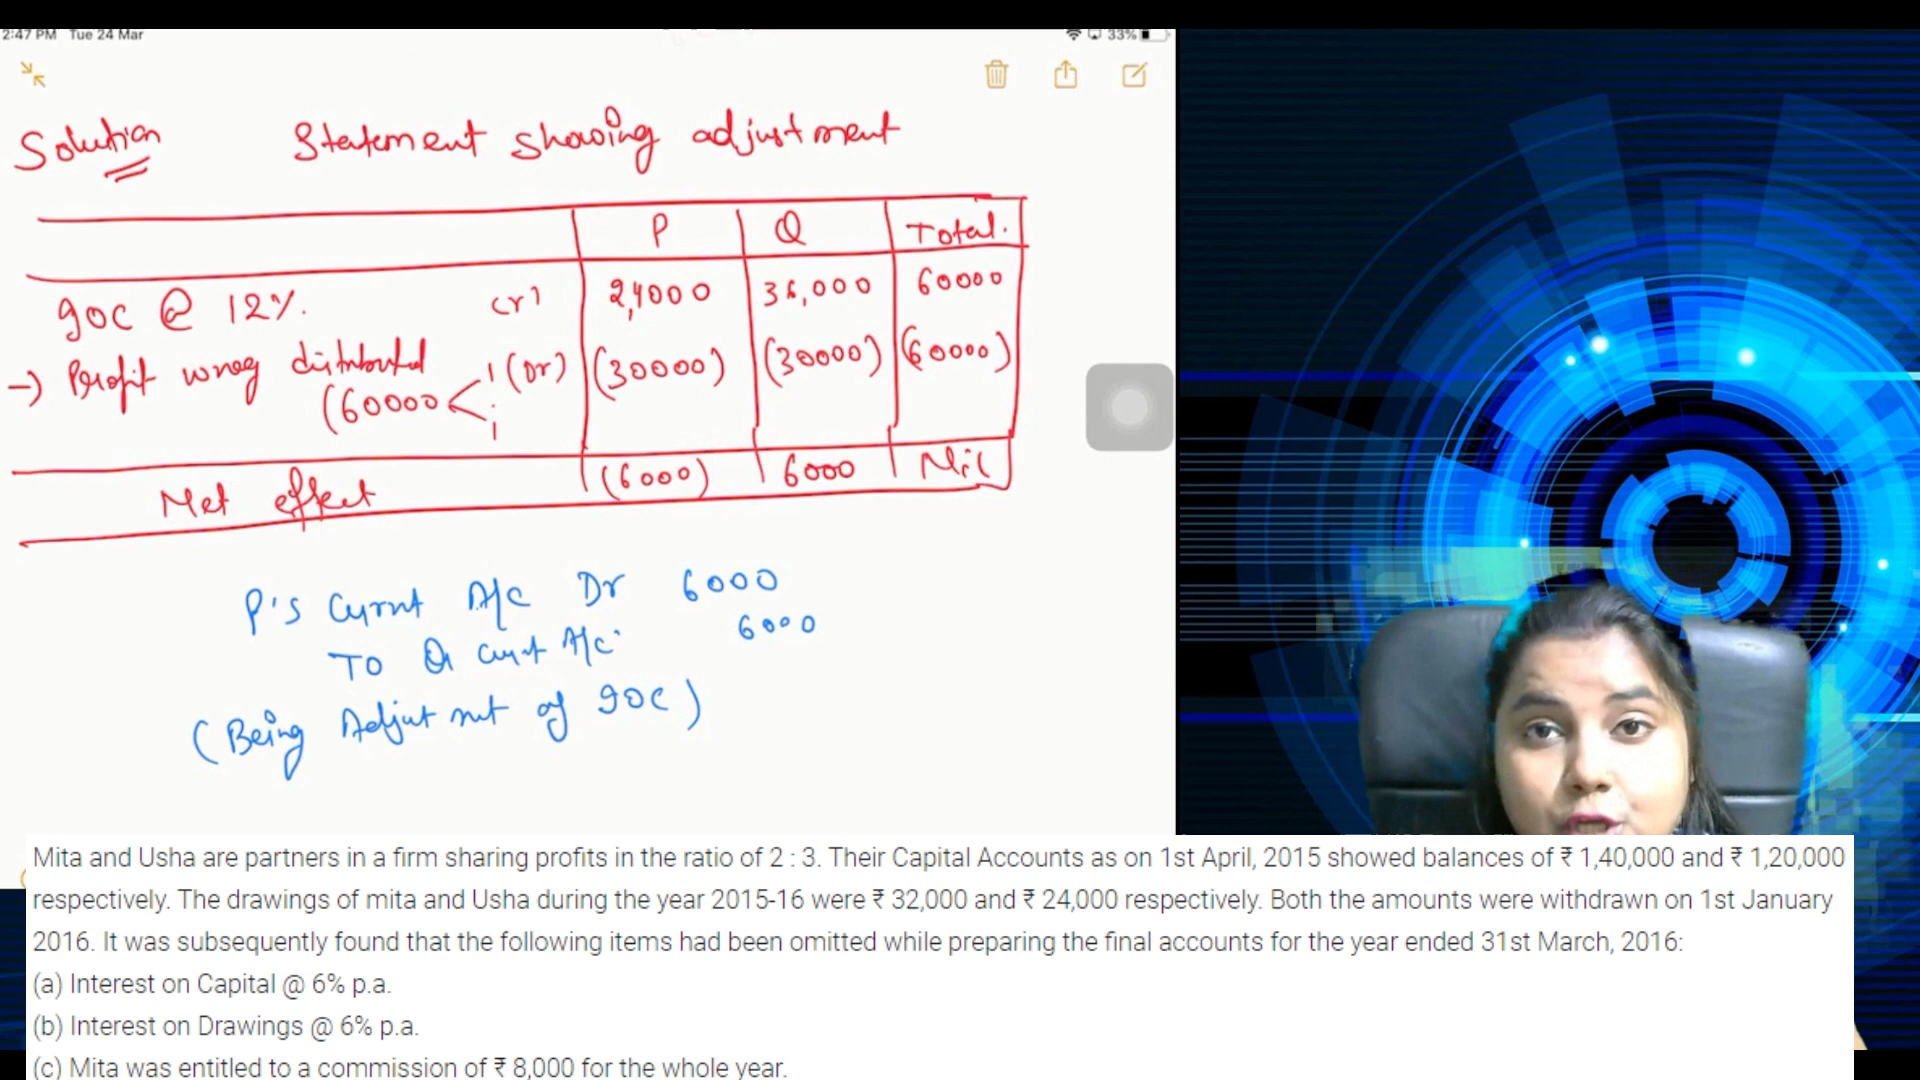 2:47 PM Tue 24 Mar
33%
Solution Statement showing adjustment
P Q Total.
goc @ 12%. (r) 24000 36,000 60000
→ Profit wrog distributed (Dr) (30000) (30000) (60000)
(60000 <
Net effect (6000) 6000 Nil
P's Curnt A/c Dr 6000
To Q curt A/c 6000
(Being Adjut mt of goc)
Mita and Usha are partners in a firm sharing profits in the ratio of 2 : 3. Their Capital Accounts as on 1st April, 2015 showed balances of ₹ 1,40,000 and ₹ 1,20,000
respectively. The drawings of mita and Usha during the year 2015-16 were ₹ 32,000 and ₹ 24,000 respectively. Both the amounts were withdrawn on 1st January
2016. It was subsequently found that the following items had been omitted while preparing the final accounts for the year ended 31st March, 2016:
(a) Interest on Capital @ 6% p.a.
(b) Interest on Drawings @ 6% p.a.
(c) Mita was entitled to a commission of ₹ 8,000 for the whole year.